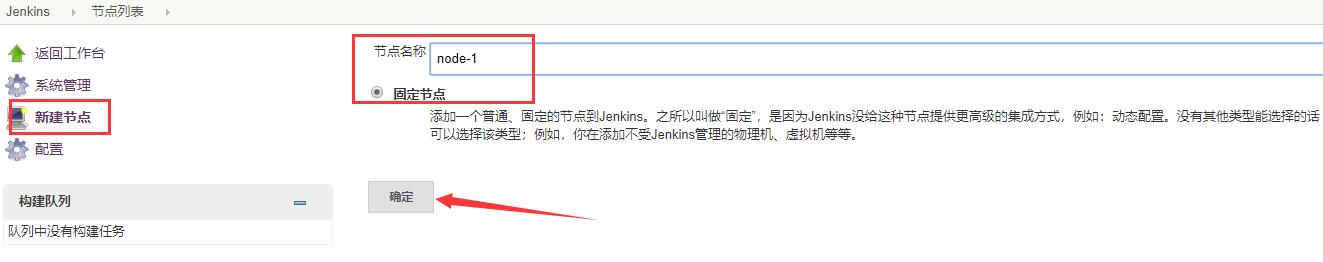 Jenkins 节点列表
返回工作台
系统管理
新建节点
配置
构建队列
队列中没有构建任务
节点名称 node-1
固定节点
添加一个普通、固定的节点到Jenkins。之所以叫做“固定”，是因为Jenkins没给这种节点提供更高级的集成方式，例如：动态配置。没有其他类型能选择的话
可以选择该类型；例如，你在添加不受Jenkins管理的物理机、虚拟机等等。
确定